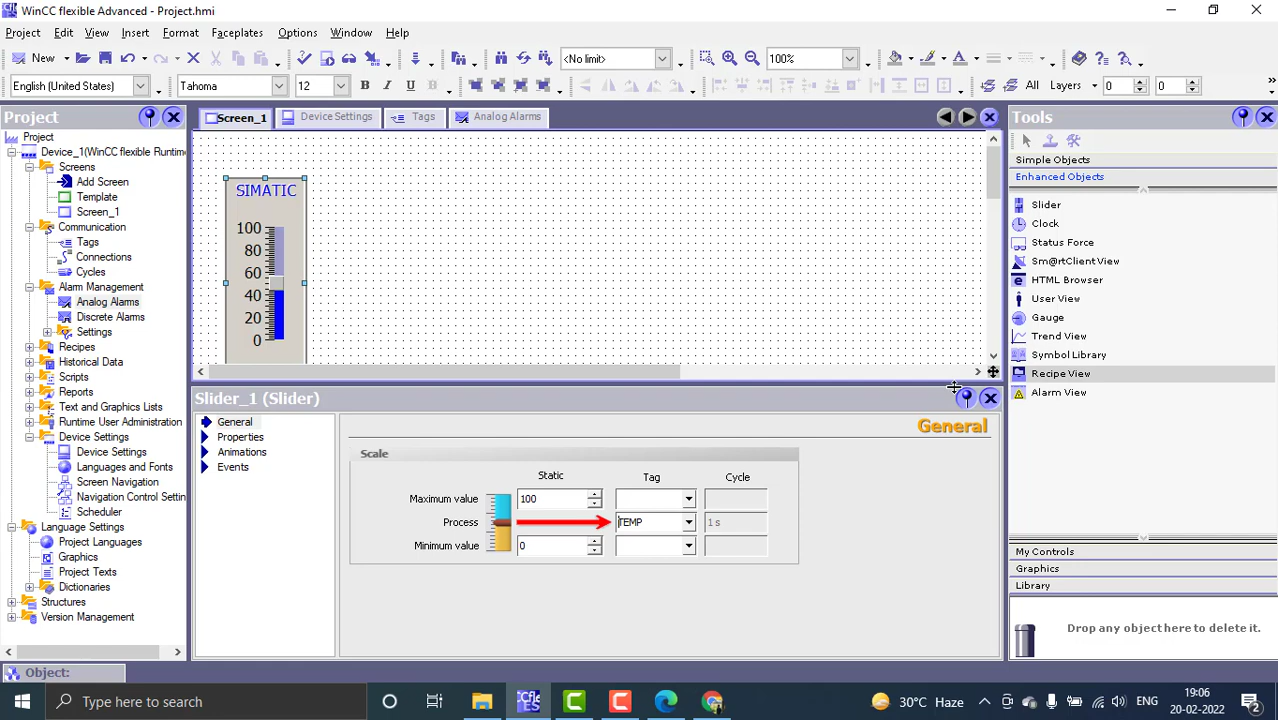 WinCC flexible Advanced - Project.hmi
Project Edit View Insert Format Faceplates Options Window Help
New <No limit> 100%
English (United States) Tahoma 12 B I U All Layers 0 0
Project
Project
Device_1(WinCC flexible Runtime
Screens
Add Screen
Template
Screen_1
Communication
Tags
Connections
Cycles
Alarm Management
Analog Alarms
Discrete Alarms
Settings
Recipes
Historical Data
Scripts
Reports
Text and Graphics Lists
Runtime User Administration
Device Settings
Device Settings
Languages and Fonts
Screen Navigation
Navigation Control Settin
Scheduler
Language Settings
Project Languages
Graphics
Project Texts
Dictionaries
Structures
Version Management
Screen_1 Device Settings Tags Analog Alarms
SIMATIC
100
80
60
40
20
0
Slider_1 (Slider)
General
Properties
Animations
Events
General
Scale
Static Tag Cycle
Maximum value 100
Process TEMP 1 s
Minimum value 0
Tools
Simple Objects
Enhanced Objects
Slider
Clock
Status Force
Sm@rtClient View
HTML Browser
User View
Gauge
Trend View
Symbol Library
Recipe View
Alarm View
My Controls
Graphics
Library
Drop any object here to delete it.
Object:
Type here to search
30°C Haze ENG 19:06
20-02-2022
2